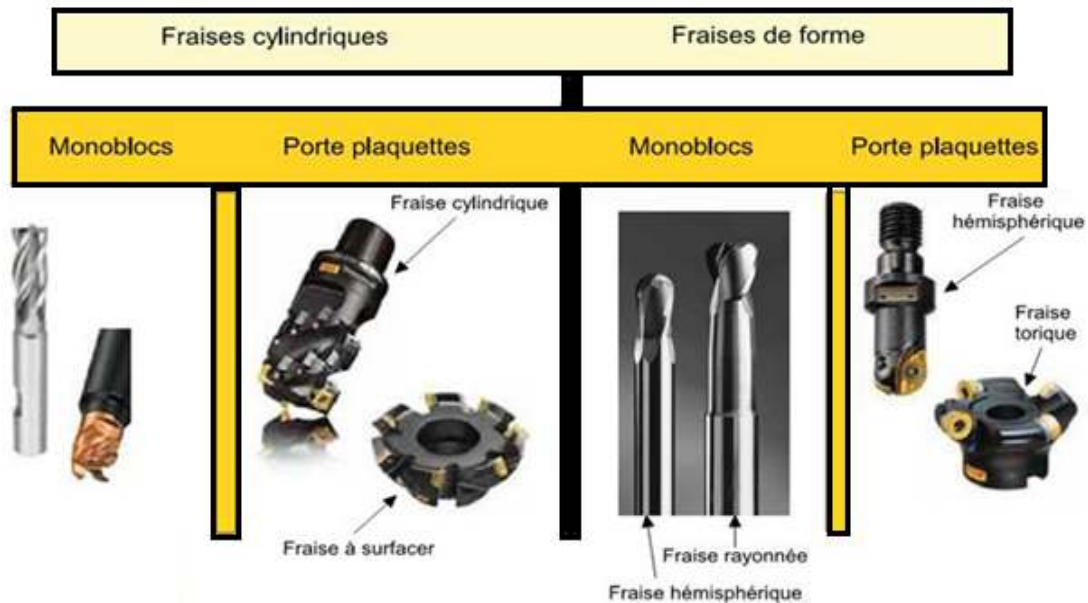 Fraises cylindriques
Fraises de forme
Monoblocs
Porte plaquettes
Monoblocs
Porte plaquettes
Fraise cylindrique
Fraise à surfacer
Fraise rayonnée
Fraise hémisphérique
Fraise
hémisphérique
Fraise
torique